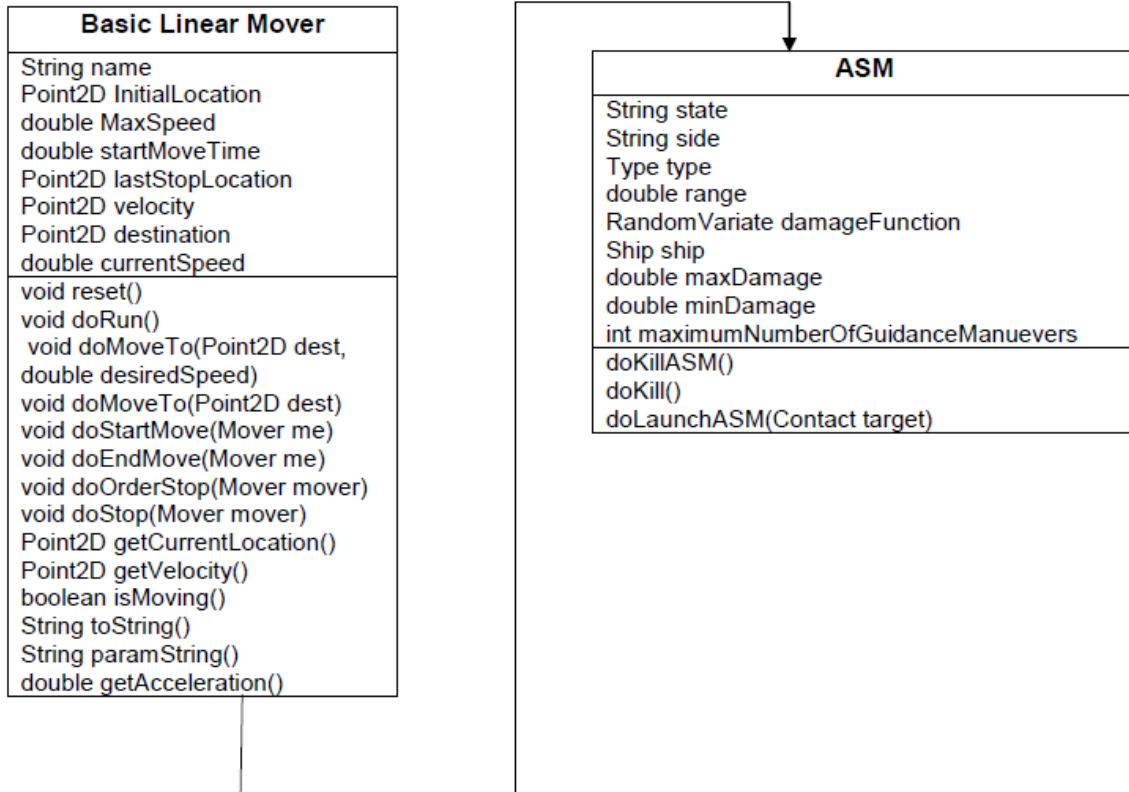 Basic Linear Mover
String name
Point2D InitialLocation
double MaxSpeed
double startMoveTime
Point2D lastStopLocation
Point2D velocity
Point2D destination
double currentSpeed
void reset()
void doRun()
void doMoveTo(Point2D dest,
double desiredSpeed)
void doMoveTo(Point2D dest)
void doStartMove(Mover me)
void doEndMove(Mover me)
void doOrderStop(Mover mover)
void doStop(Mover mover)
Point2D getCurrentLocation()
Point2D getVelocity()
boolean isMoving()
String toString()
String paramString()
double getAcceleration()
ASM
String state
String side
Type type
double range
RandomVariate damageFunction
Ship ship
double maxDamage
double minDamage
int maximumNumberOfGuidanceManuevers
doKillASM()
doKill()
doLaunchASM(Contact target)